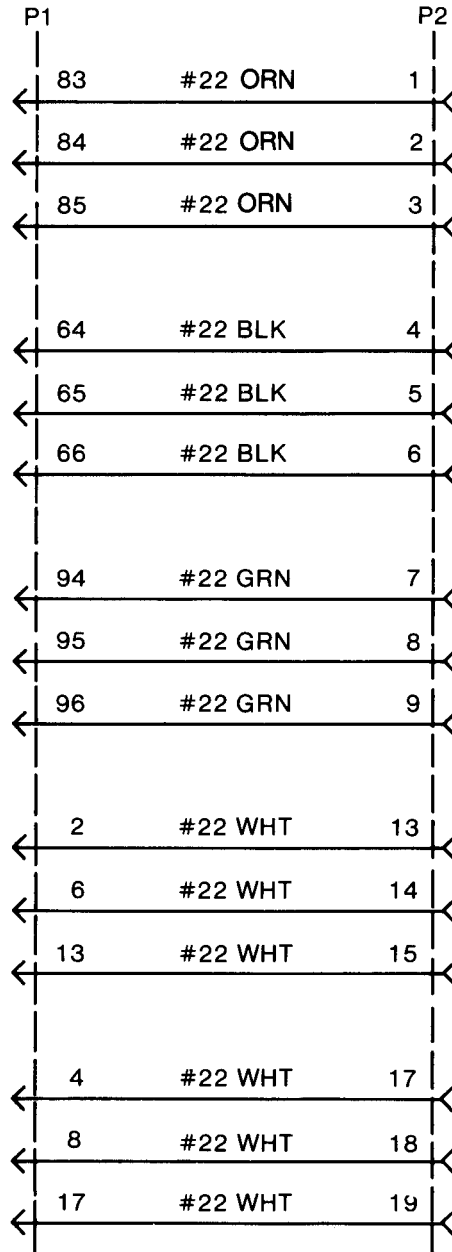 P1 P2
83 #22 ORN 1
84 #22 ORN 2
85 #22 ORN 3
64 #22 BLK 4
65 #22 BLK 5
66 #22 BLK 6
94 #22 GRN 7
95 #22 GRN 8
96 #22 GRN 9
2 #22 WHT 13
6 #22 WHT 14
13 #22 WHT 15
4 #22 WHT 17
8 #22 WHT 18
17 #22 WHT 19